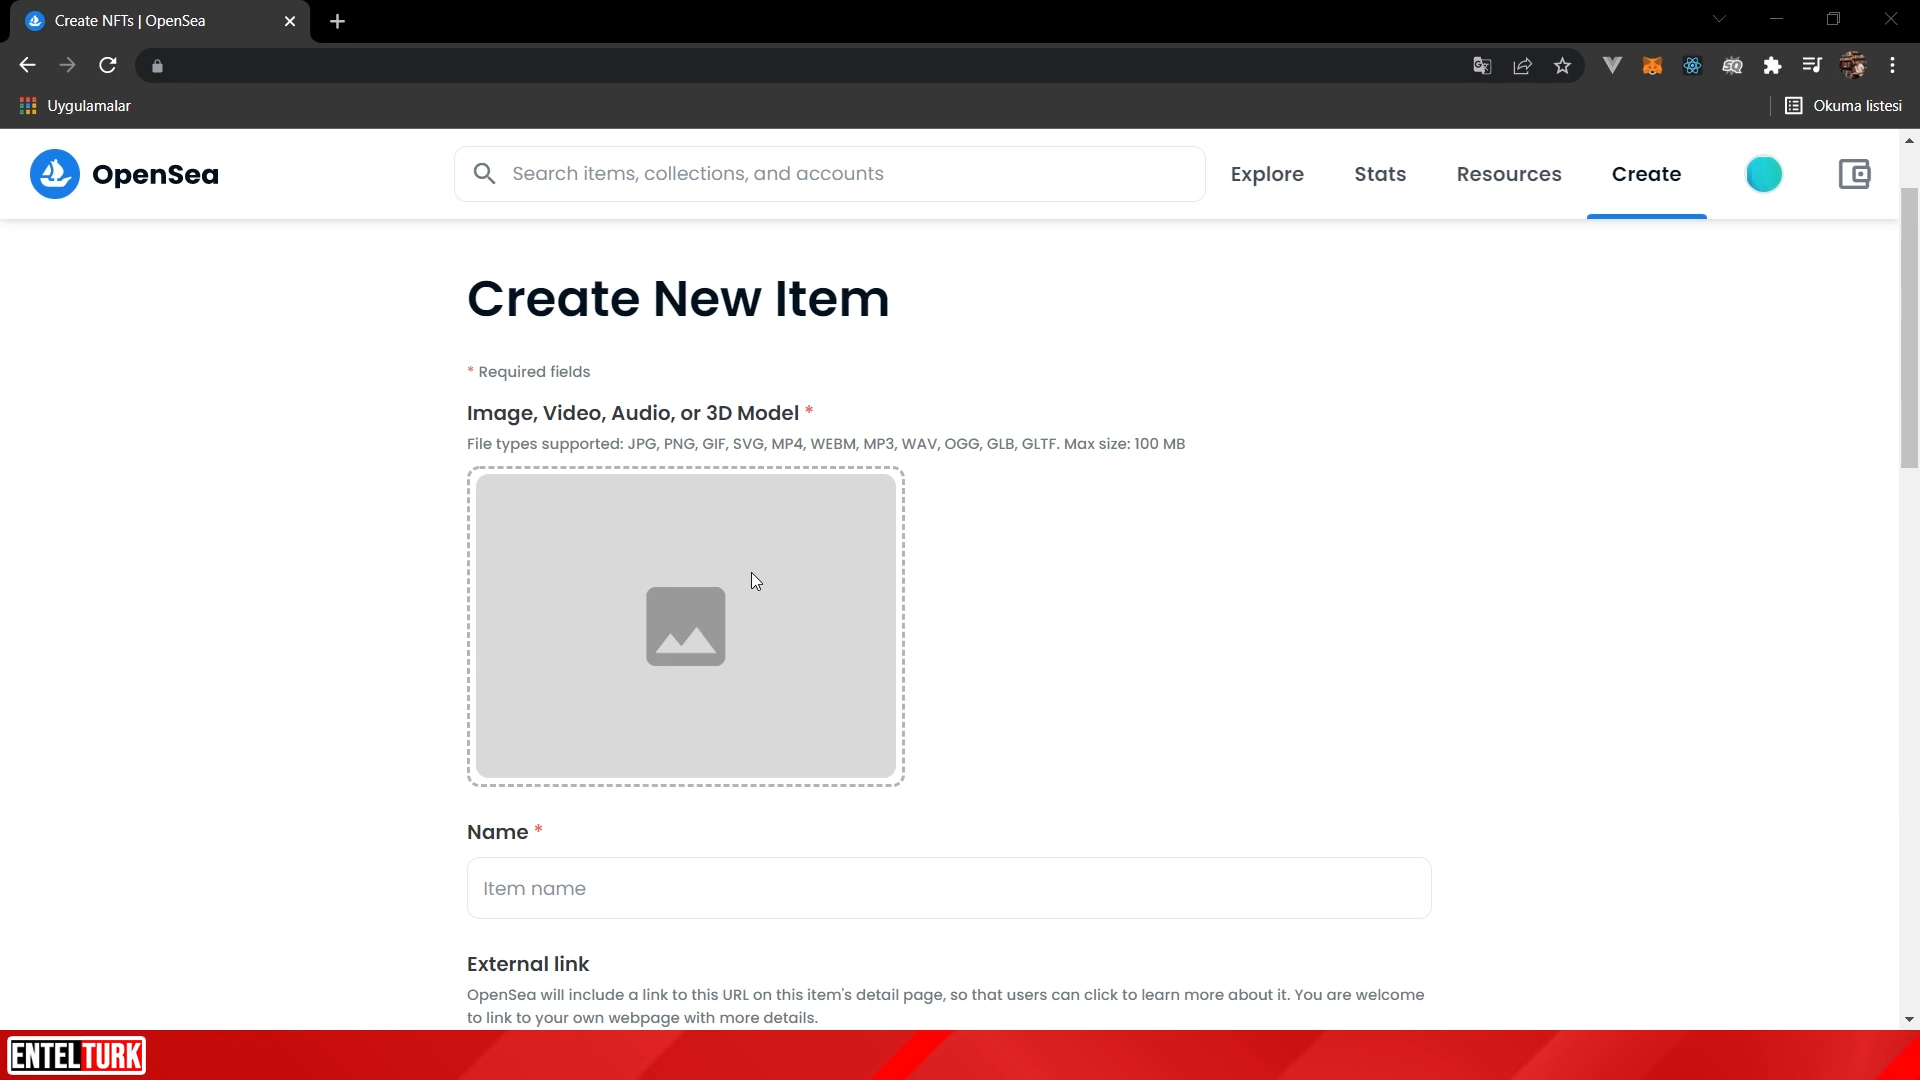 Create NFTs | OpenSea
Uygulamalar
Okuma listesi
OpenSea
Search items, collections, and accounts
Explore
Stats
Resources
Create
Create New Item
* Required fields
Image, Video, Audio, or 3D Model *
File types supported: JPG, PNG, GIF, SVG, MP4, WEBM, MP3, WAV, OGG, GLB, GLTF. Max size: 100 MB
Name *
Item name
External link
OpenSea will include a link to this URL on this item's detail page, so that users can click to learn more about it. You are welcome
to link to your own webpage with more details.
ENTELTURK